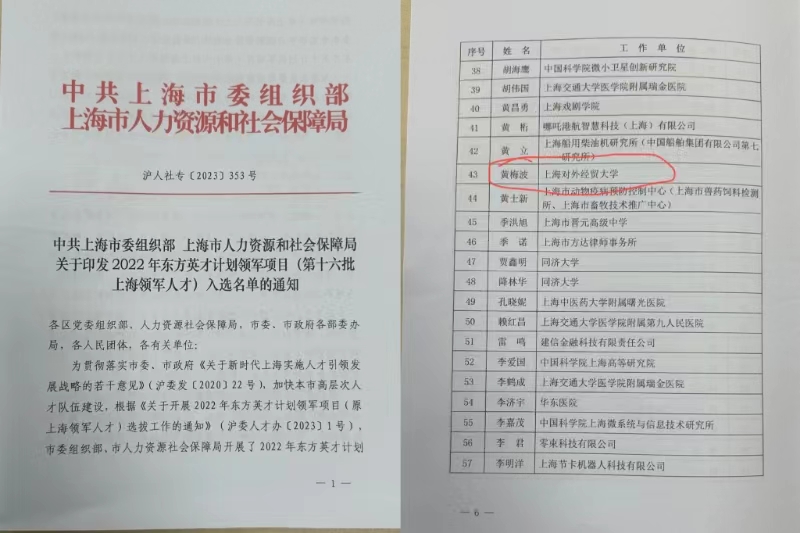 中共上海市委组织部
上海市人力资源和社会保障局
沪人社专〔2023〕353号
中共上海市委组织部 上海市人力资源和社会保障局
关于印发2022年东方英才计划领军项目（第十六批
上海领军人才）入选名单的通知
各区党委组织部、人力资源社会保障局，市委、市政府各部委办
局，各人民团体，各有关单位：
为贯彻落实市委、市政府《关于新时代上海实施人才引领发
展战略的若干意见》（沪委发〔2020〕22号），加快本市高层次人
才队伍建设，根据《关于开展2022年东方英才计划领军项目（原
上海领军人才）选拔工作的通知》（沪委人才办〔2023〕1号），
市委组织部、市人力资源社会保障局开展了2022年东方英才计划
— 1 —
序号 姓名 工作单位
38 胡海鹰 中国科学院微小卫星创新研究院
39 胡伟国 上海交通大学医学院附属瑞金医院
40 黄昌勇 上海戏剧学院
41 黄桁 哪吒港航智慧科技（上海）有限公司
42 黄立 上海船用柴油机研究所（中国船舶集团有限公司第七
研究所）
43 黄梅波 上海对外经贸大学
44 黄士新 上海市动物疫病预防控制中心（上海市兽药饲料检测
所、上海市畜牧技术推广中心）
45 季洪旭 上海市晋元高级中学
46 季诺 上海市方达律师事务所
47 贾鑫明 同济大学
48 降林华 同济大学
49 孔晓妮 上海中医药大学附属曙光医院
50 赖红昌 上海交通大学医学院附属第九人民医院
51 雷鸣 建信金融科技有限责任公司
52 李爱国 中国科学院上海高等研究院
53 李鹤成 上海交通大学医学院附属瑞金医院
54 李济宇 华东医院
55 李嘉茂 中国科学院上海微系统与信息技术研究所
56 李君 零束科技有限公司
57 李明洋 上海节卡机器人科技有限公司
— 6 —